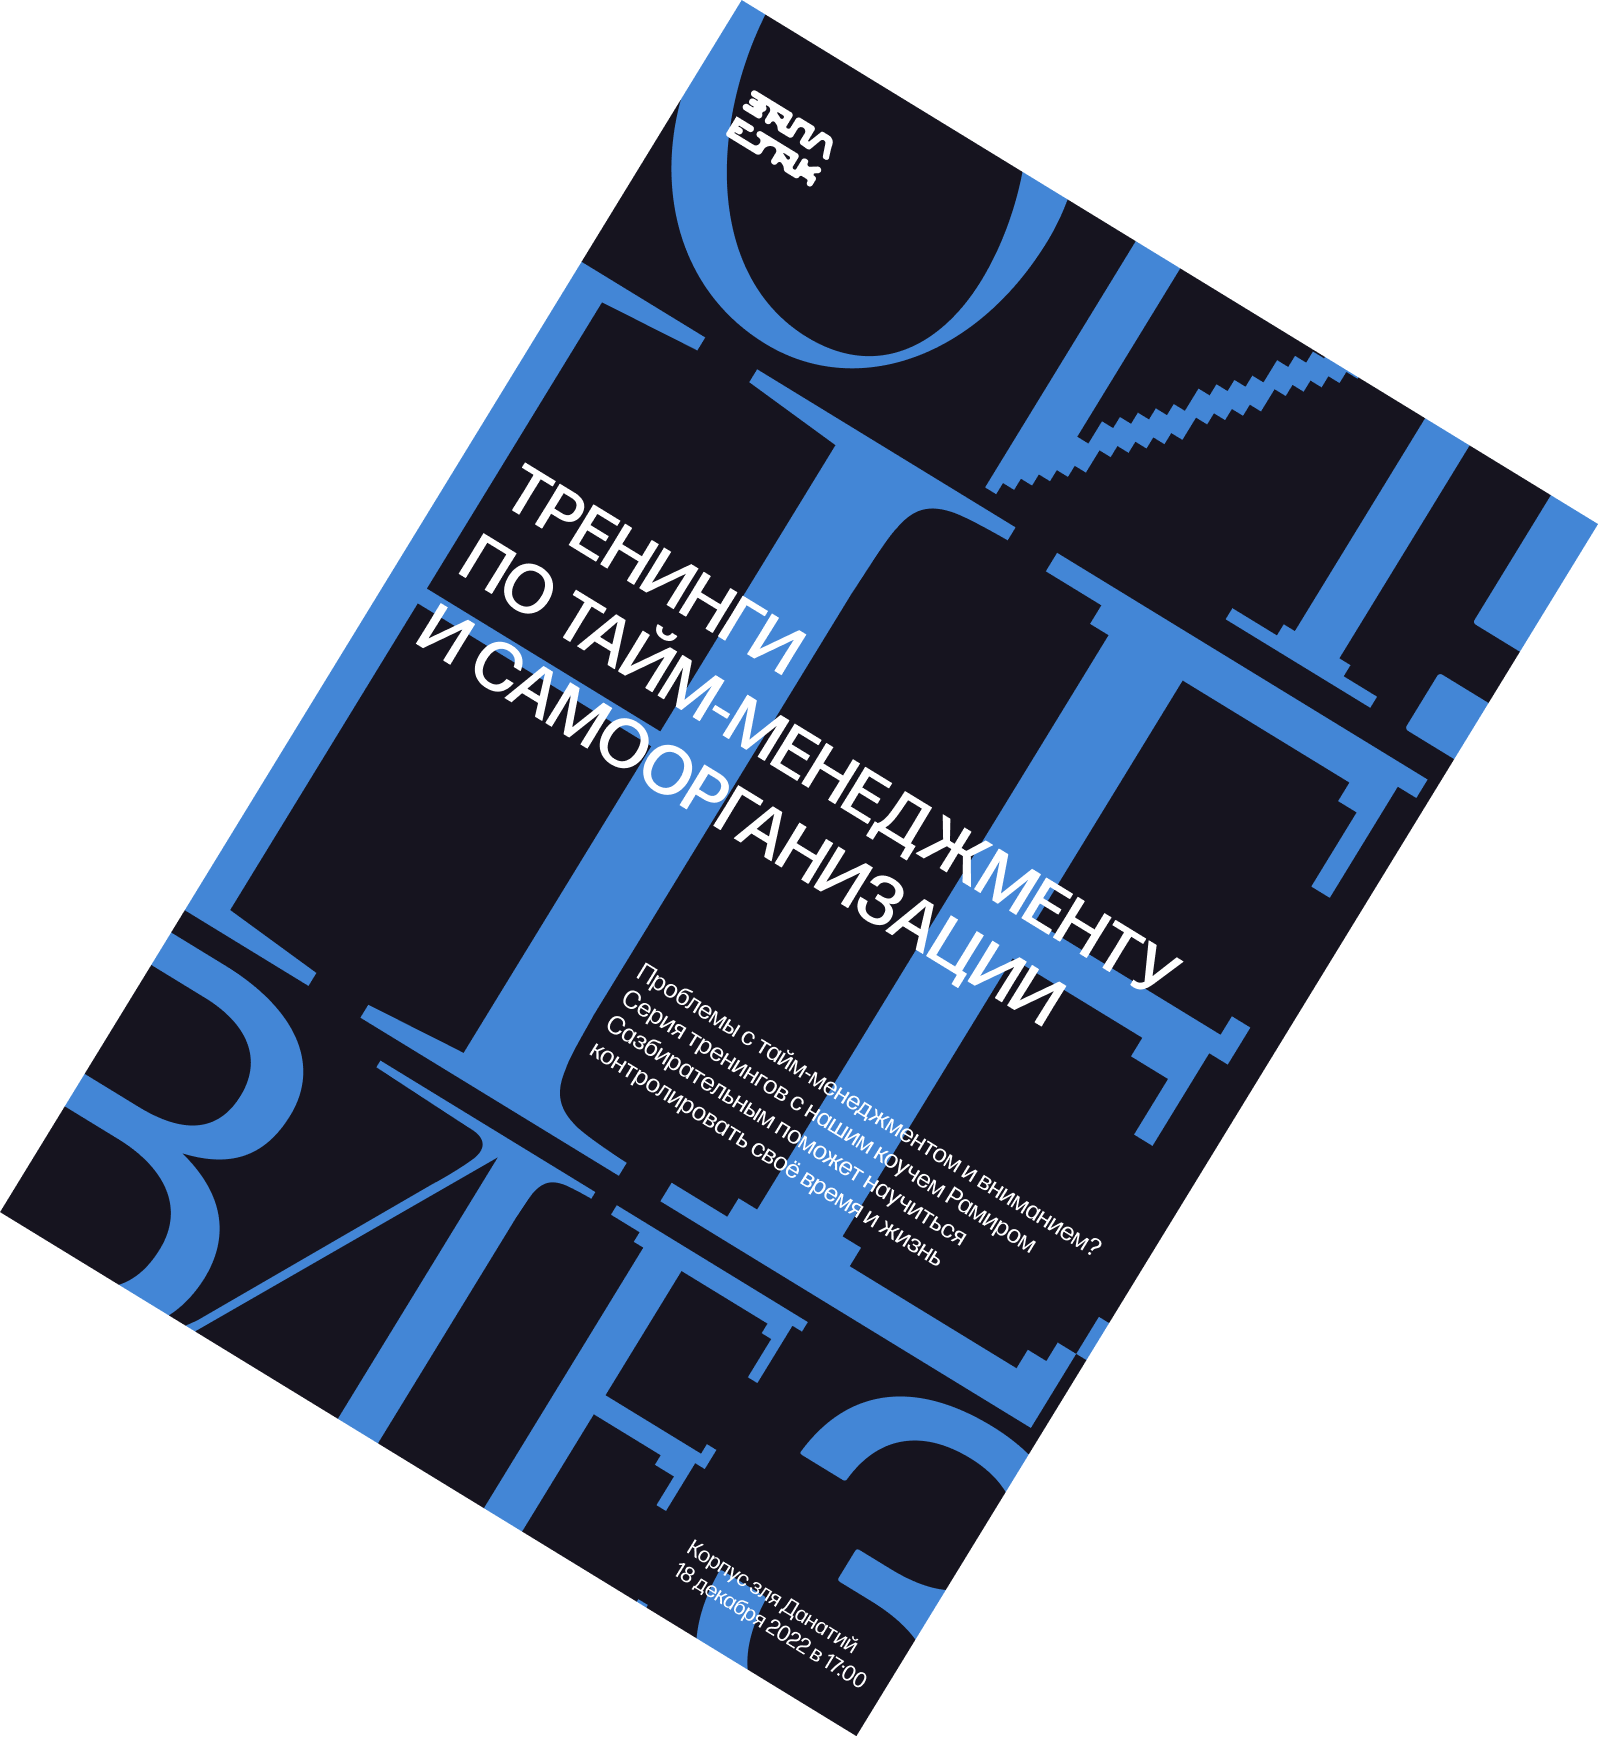 ТРЕНИНГИ
ПО ТАЙМ-МЕНЕДЖМЕНТУ
И САМООРГАНИЗАЦИИ
Проблемы с тайм-менеджментом и вниманием?
Серия тренингов с нашим коучем Рамиром
Сазбирательным поможет научиться
контролировать своё время и жизнь
Корпус зля Данатий
18 декабря 2022 в 17:00